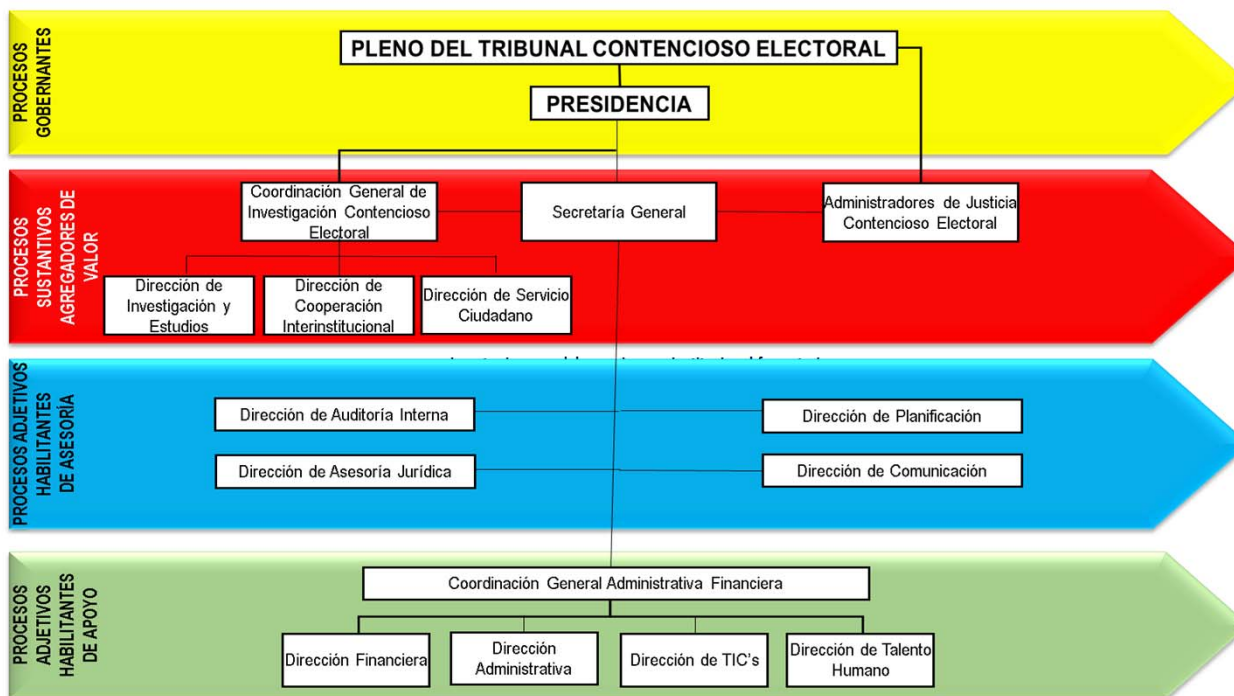 PROCESOS
GOBERNANTES
PLENO DEL TRIBUNAL CONTENCIOSO ELECTORAL
PRESIDENCIA
PROCESOS
SUSTANTIVOS
AGREGADORES DE
VALOR
Coordinación General de
Investigación Contencioso
Electoral
Secretaría General
Administradores de Justicia
Contencioso Electoral
Dirección de
Investigación y
Estudios
Dirección de
Cooperación
Interinstitucional
Dirección de Servicio
Ciudadano
PROCESOS ADJETIVOS
HABILITANTES
DE ASESORÍA
Dirección de Auditoría Interna
Dirección de Planificación
Dirección de Asesoría Jurídica
Dirección de Comunicación
PROCESOS
ADJETIVOS
HABILITANTES
DE APOYO
Coordinación General Administrativa Financiera
Dirección Financiera
Dirección
Administrativa
Dirección de TIC's
Dirección de Talento
Humano